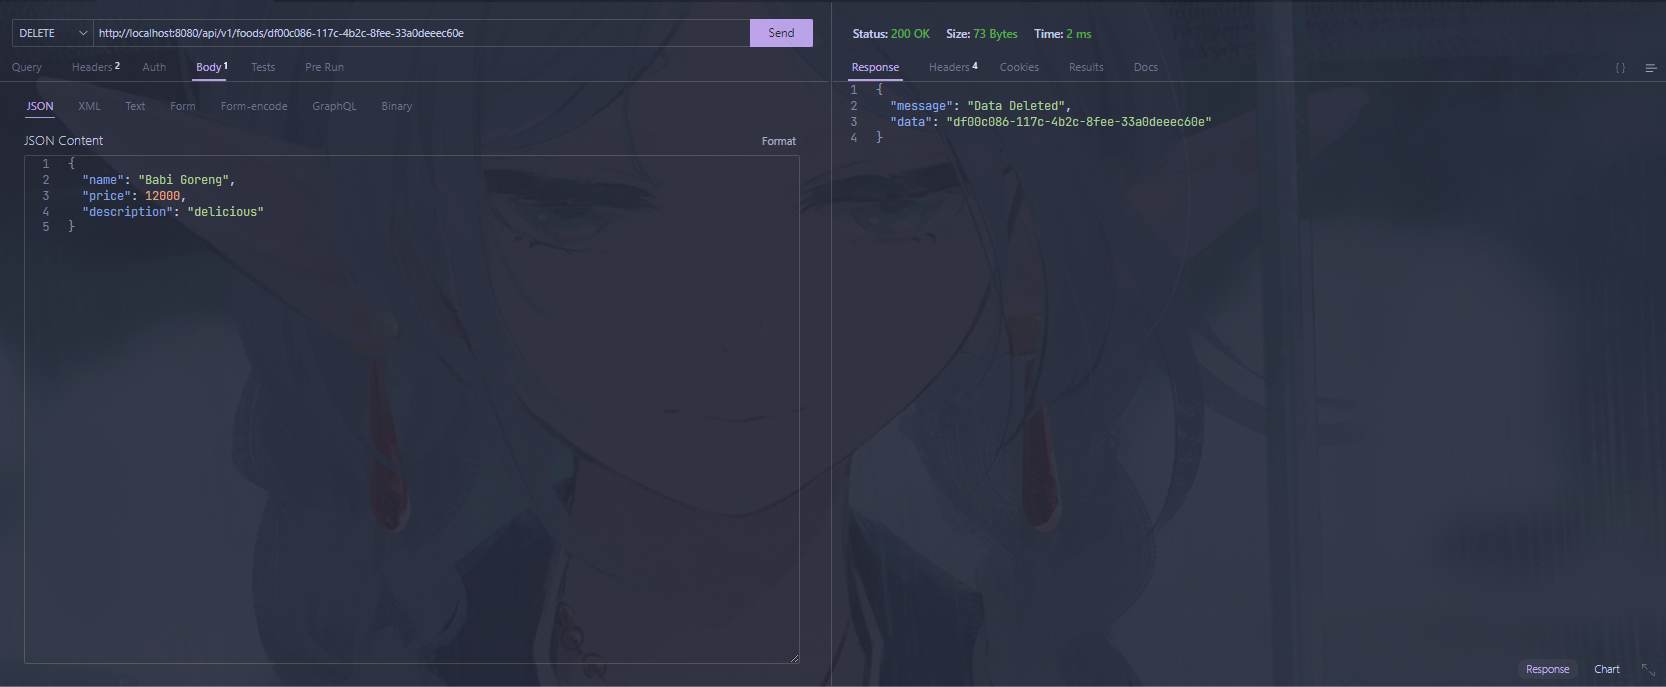 DELETE http://localhost:8080/api/v1/foods/df00c086-117c-4b2c-8fee-33a0deeec60e Send
Query Headers 2 Auth Body 1 Tests Pre Run
JSON XML Text Form Form-encode GraphQL Binary
JSON Content Format
1 {
2 "name": "Babi Goreng",
3 "price": 12000,
4 "description": "delicious"
5 }
Status: 200 OK Size: 73 Bytes Time: 2 ms
Response Headers 4 Cookies Results Docs { }
1 {
2 "message": "Data Deleted",
3 "data": "df00c086-117c-4b2c-8fee-33a0deeec60e"
4 }
Response Chart